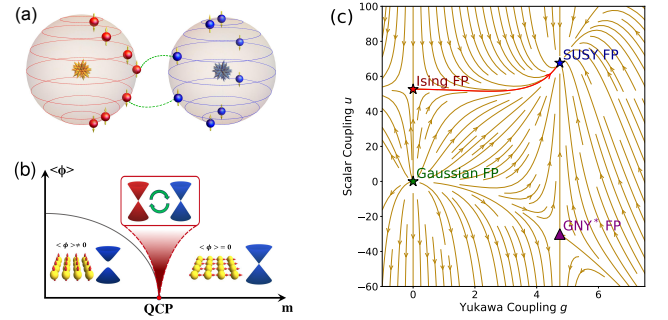 (a)
(b)
<ϕ>
< ϕ > ≠ 0
< ϕ > = 0
QCP
m
(c)
Scalar Coupling u
100
80
60
40
20
0
−20
−40
−60
SUSY FP
Ising FP
Gaussian FP
GNY* FP
0
2
4
6
Yukawa Coupling g